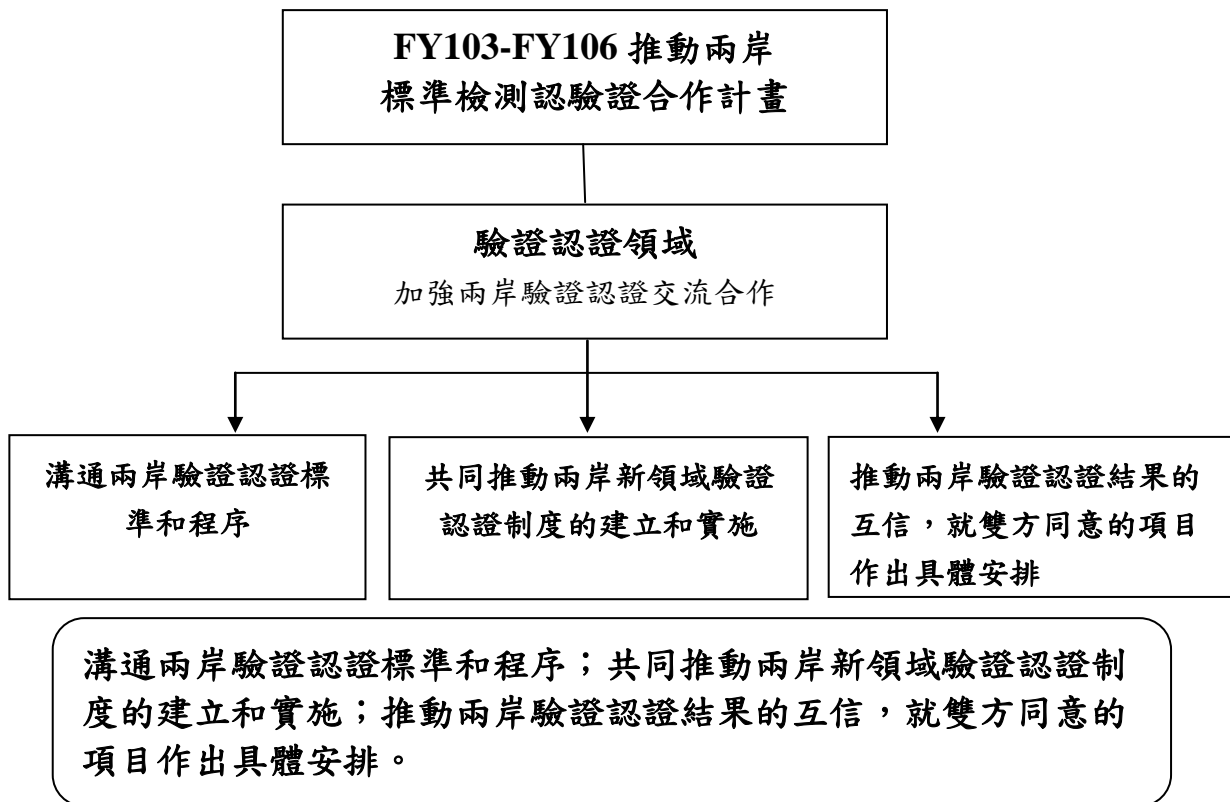 FY103-FY106 推動兩岸
標準檢測認驗證合作計畫
驗證認證領域
加強兩岸驗證認證交流合作
溝通兩岸驗證認證標
準和程序
共同推動兩岸新領域驗證
認證制度的建立和實施
推動兩岸驗證認證結果的
互信，就雙方同意的項目
作出具體安排
溝通兩岸驗證認證標準和程序；共同推動兩岸新領域驗證認證制
度的建立和實施；推動兩岸驗證認證結果的互信，就雙方同意的
項目作出具體安排。